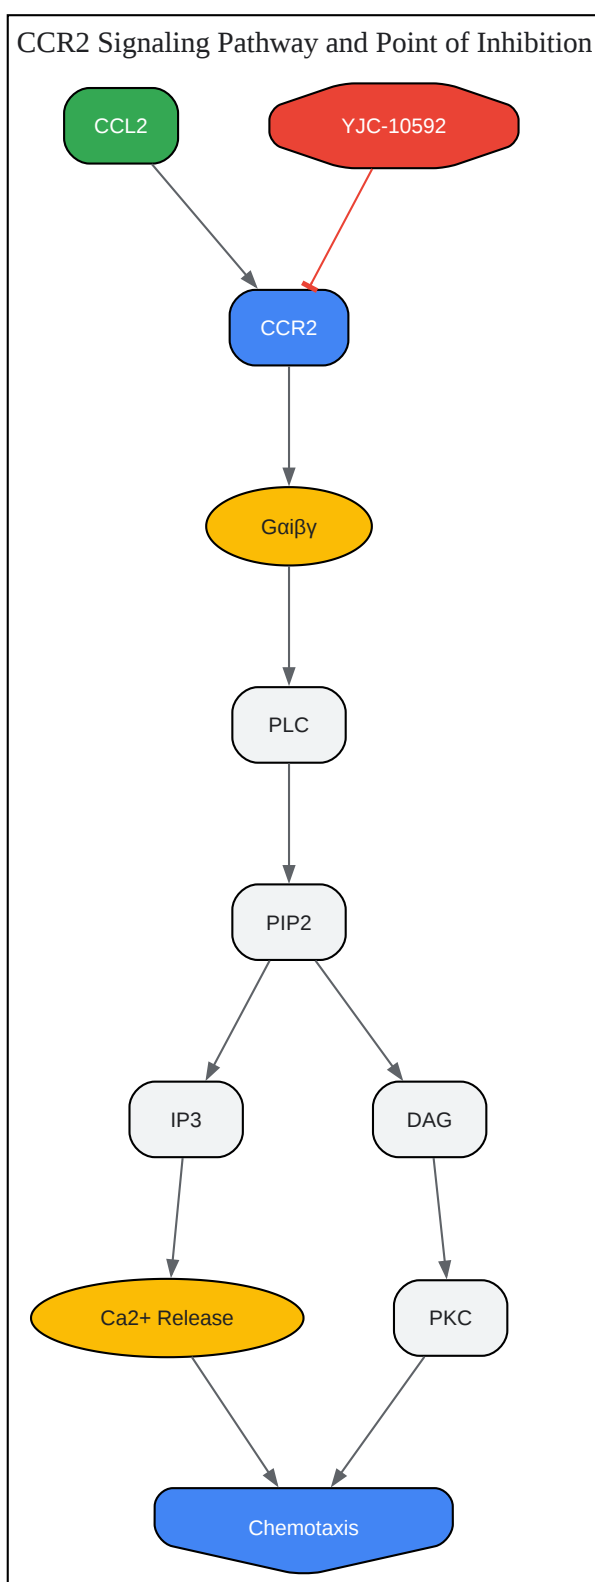 CCR2 Signaling Pathway and Point of Inhibition
CCL2
YJC-10592
CCR2
Gαiβγ
PLC
PIP2
IP3
DAG
Ca2+ Release
PKC
Chemotaxis